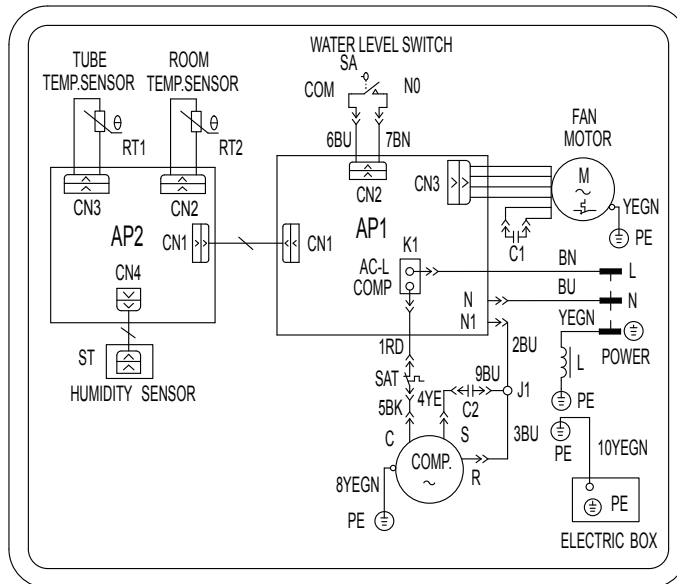 WATER LEVEL SWITCH
SA
COM
N0
6BU
7BN
TUBE
TEMP.SENSOR
RT1
θ
ROOM
TEMP.SENSOR
RT2
θ
CN3
CN2
AP2
CN1
CN4
ST
HUMIDITY SENSOR
CN2
CN3
CN1
AP1
K1
AC-L
COMP
N
N1
FAN
MOTOR
M
~
C1
YEGN
PE
BN
L
BU
N
YEGN
POWER
L
PE
1RD
SAT
5BK
4YE
9BU
C2
2BU
J1
3BU
C
S
R
COMP.
~
8YEGN
PE
PE
10YEGN
PE
ELECTRIC BOX